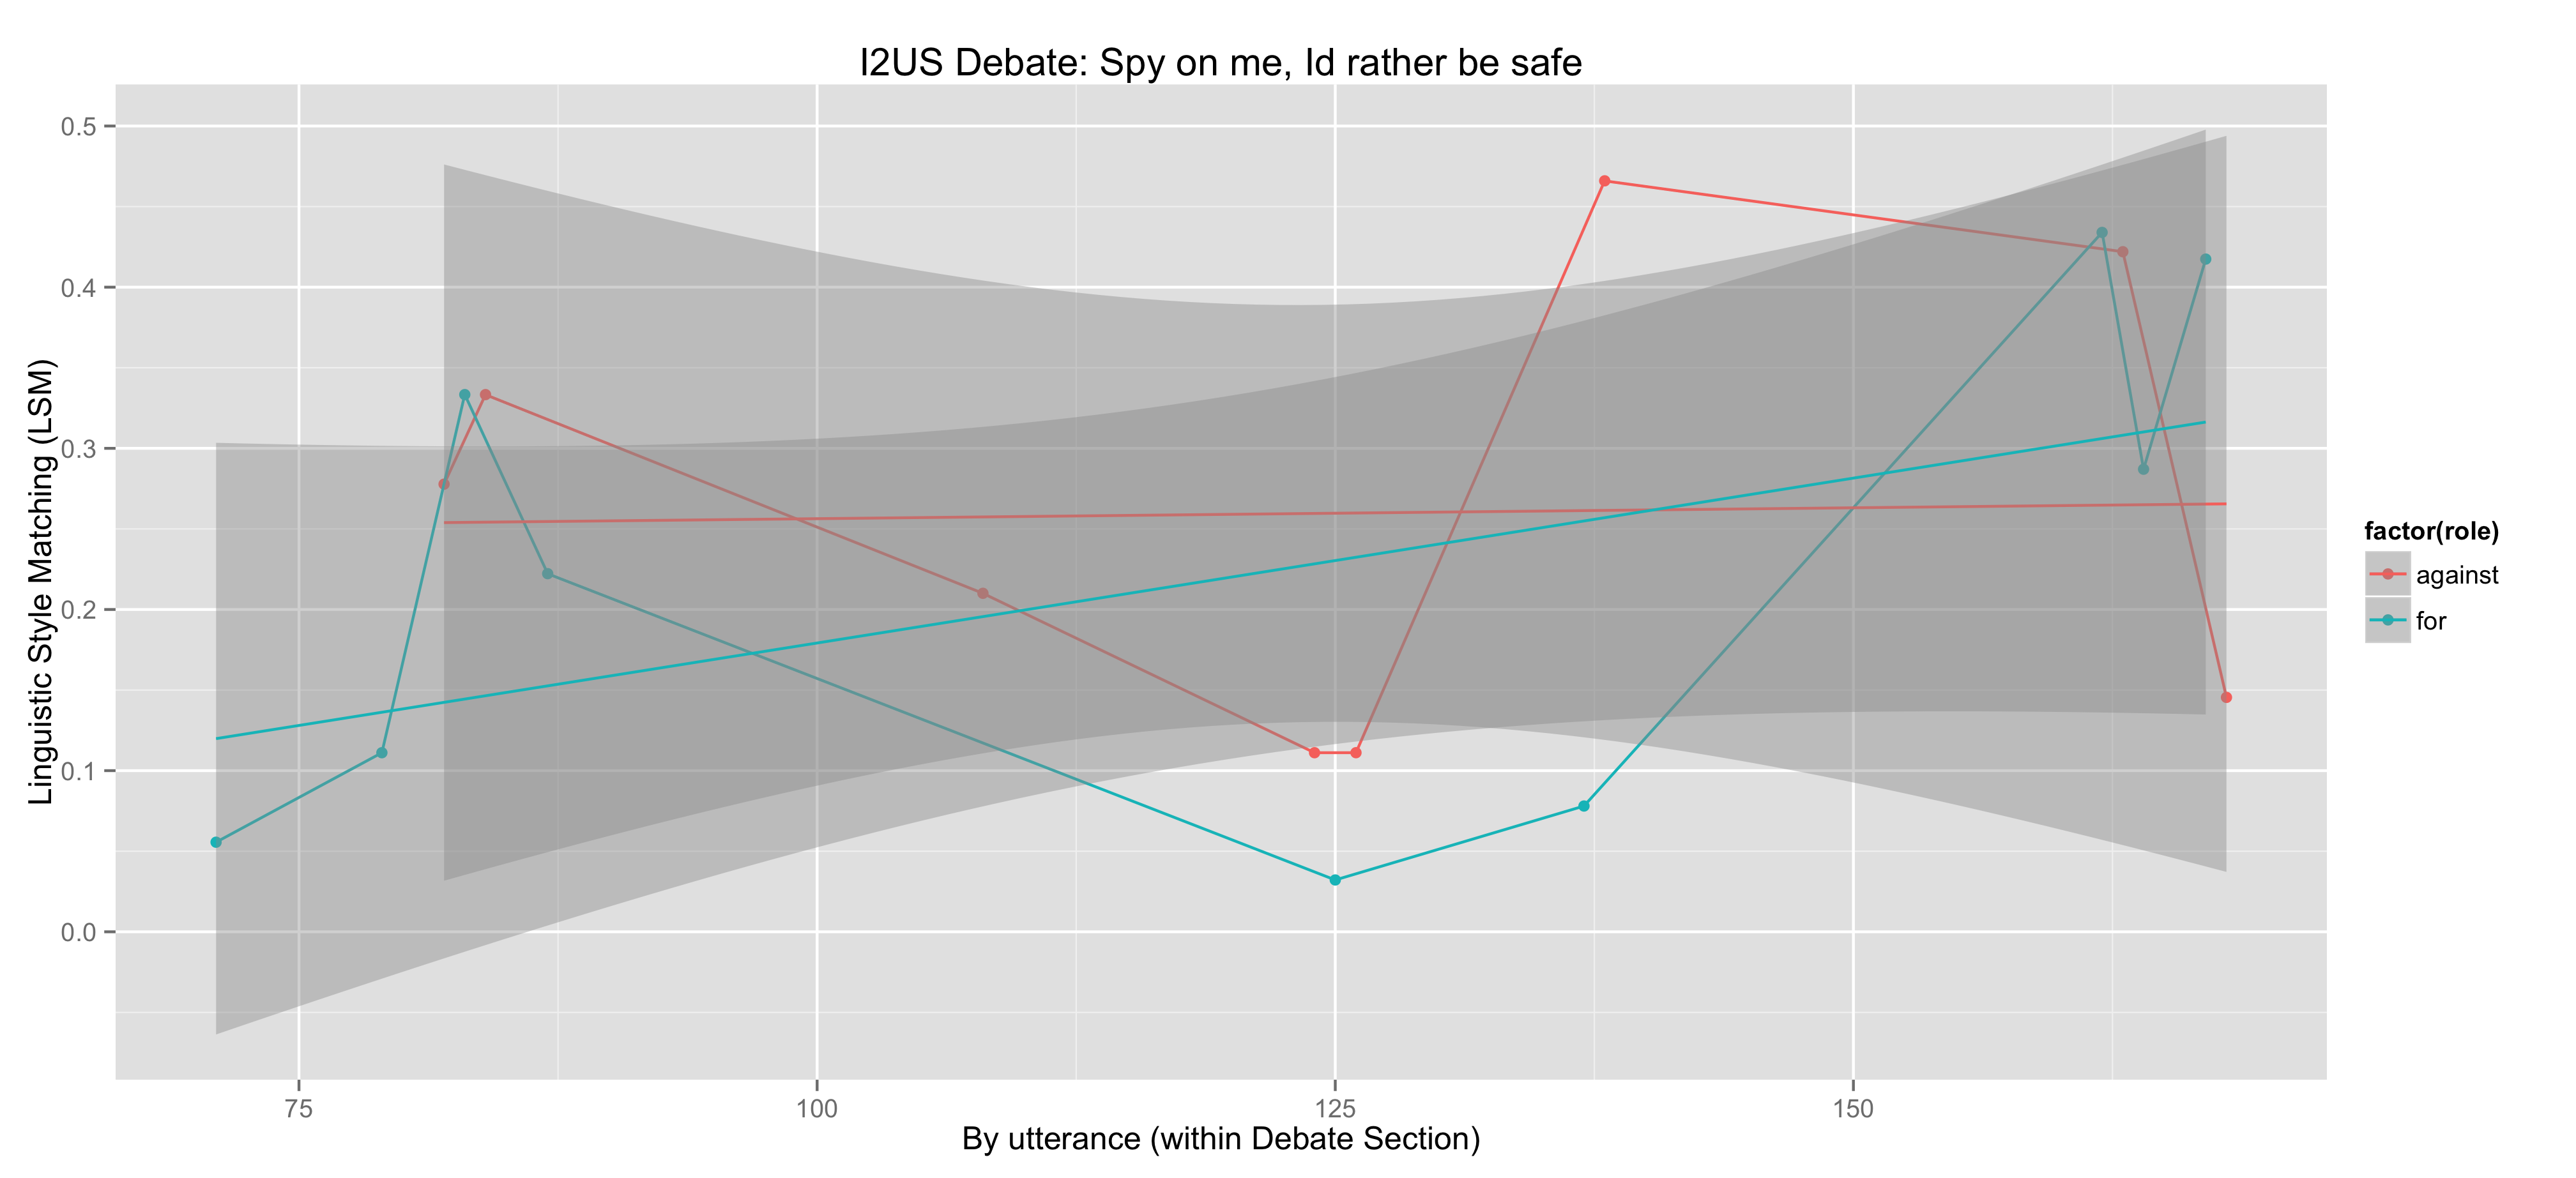 I2US Debate: Spy on me, Id rather be safe
Linguistic Style Matching (LSM)
0.5
0.4
0.3
0.2
0.1
0.0
75 100 125 150
By utterance (within Debate Section)
factor(role)
against
for